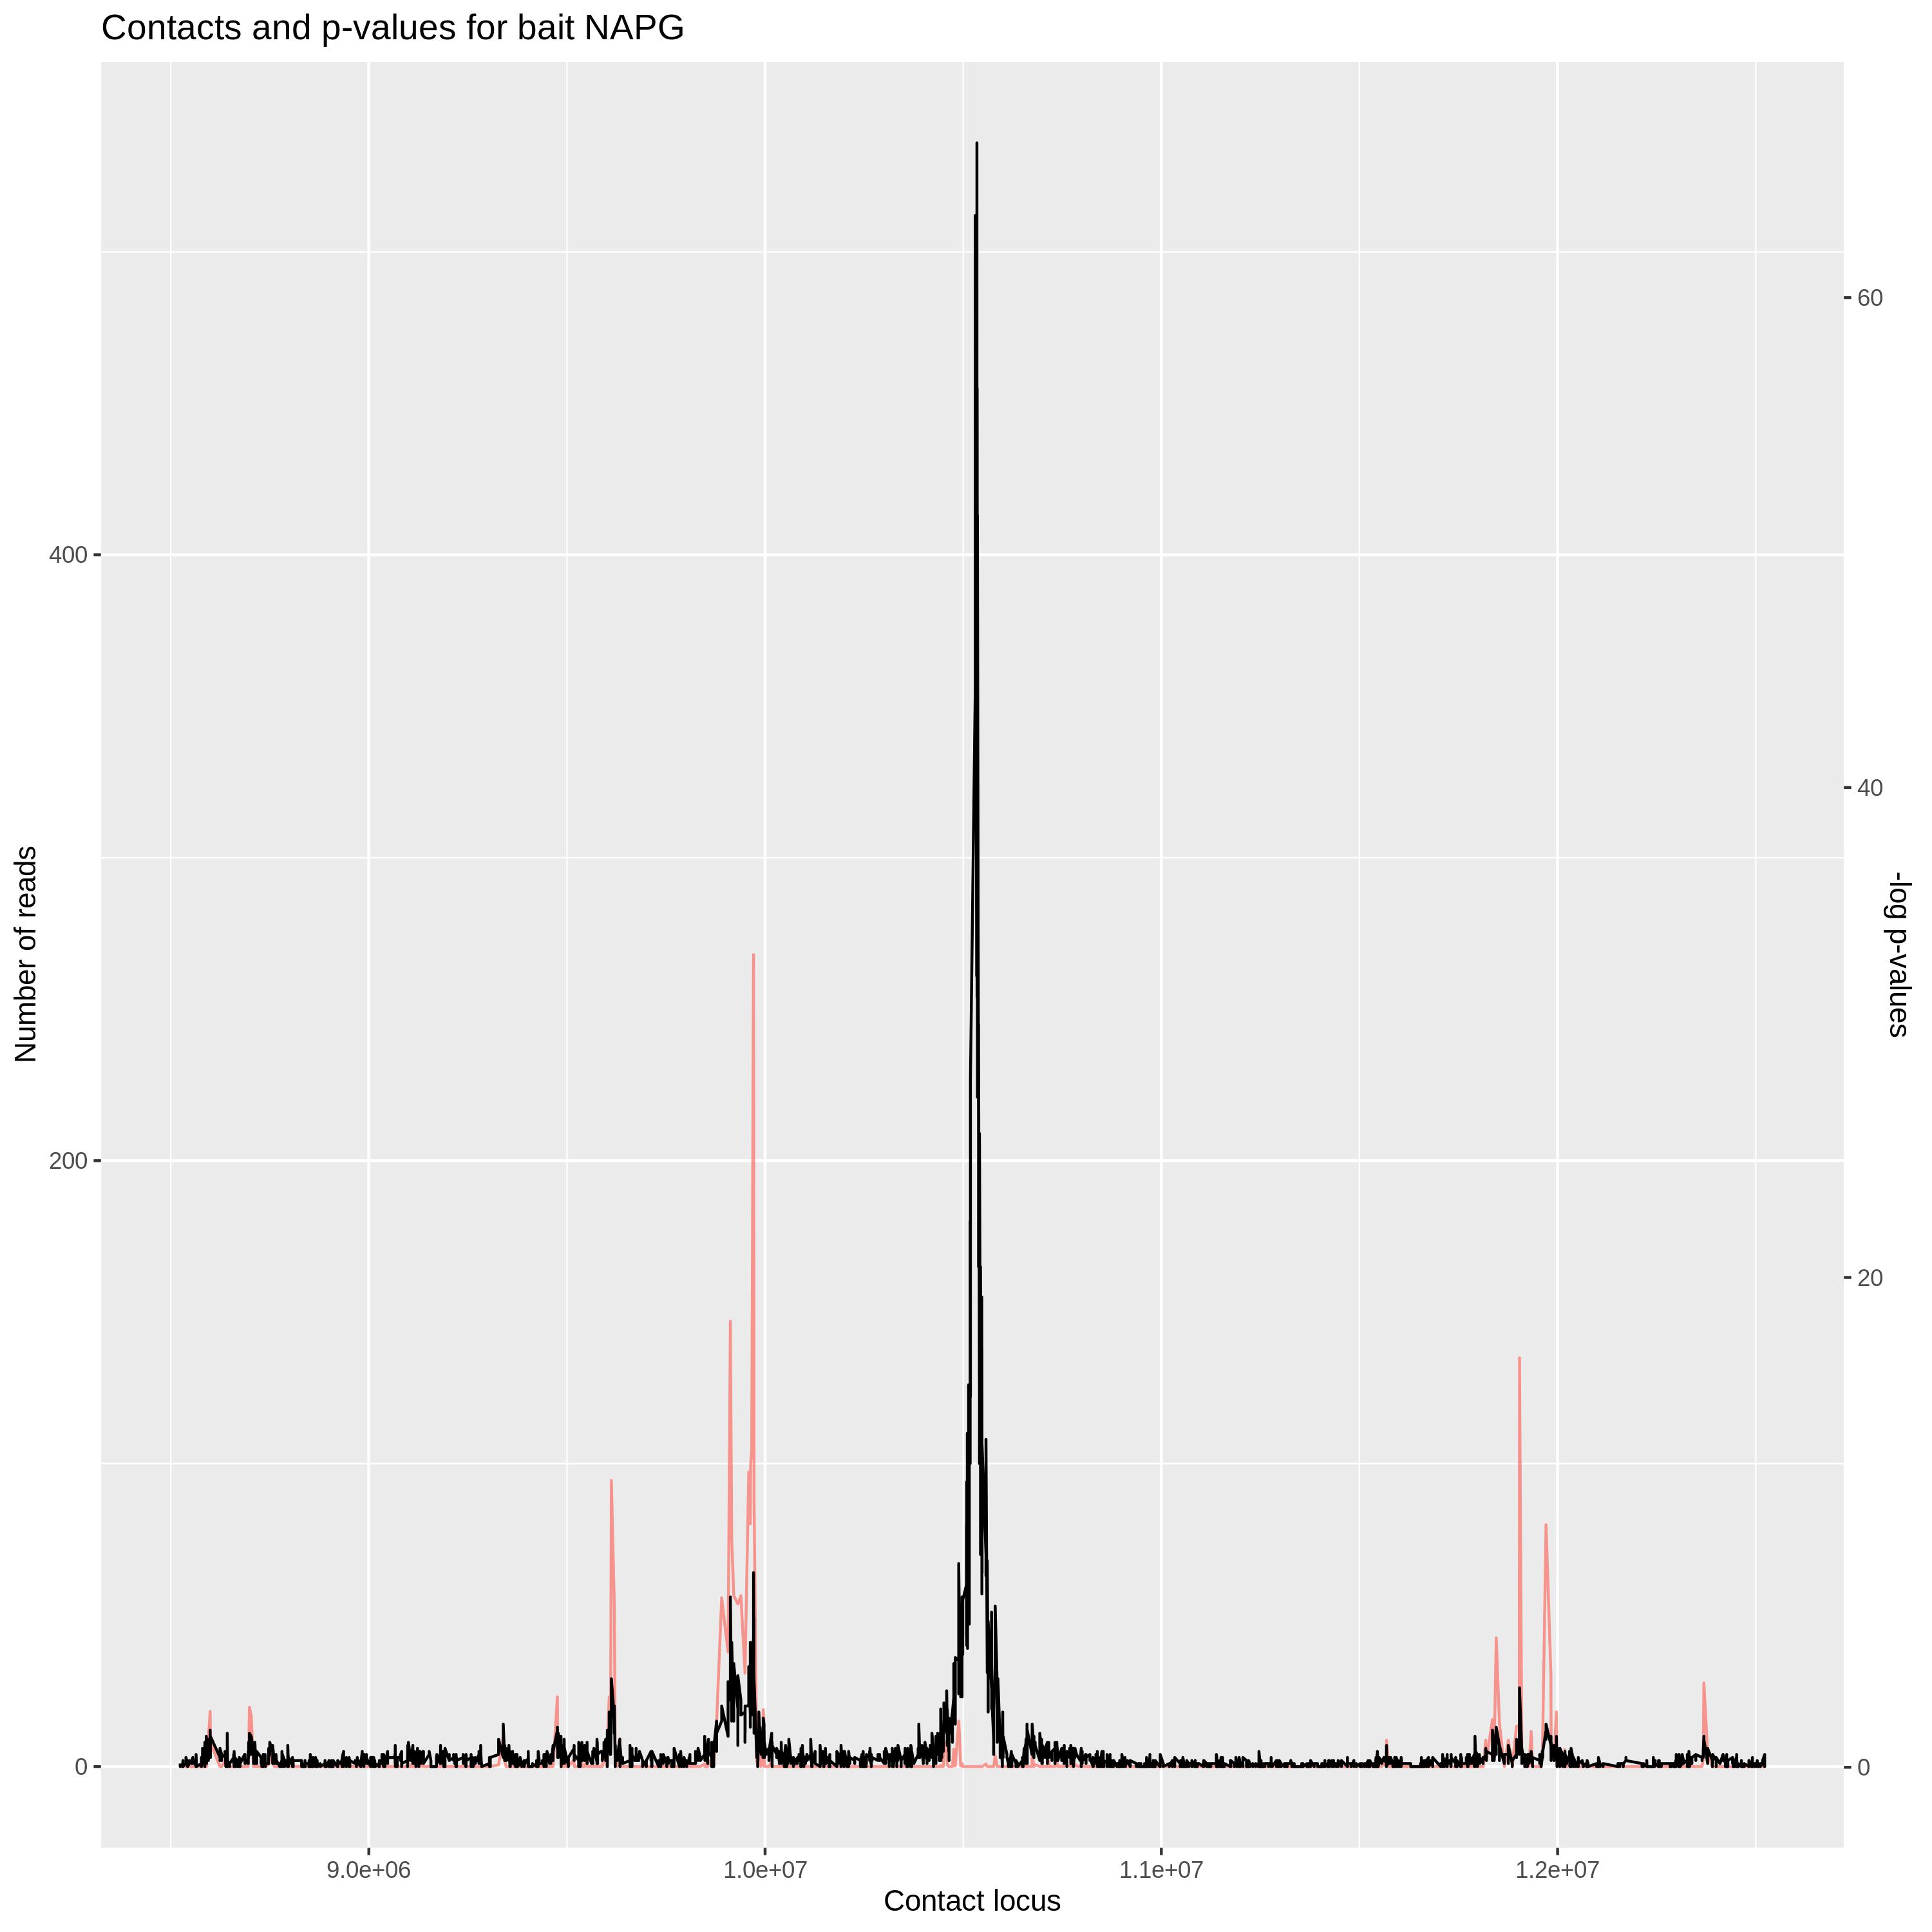 Contacts and p-values for bait NAPG
60
400
40
Number of reads
-log p-values
200
20
0
0
9.0e+06
1.0e+07
1.1e+07
1.2e+07
Contact locus